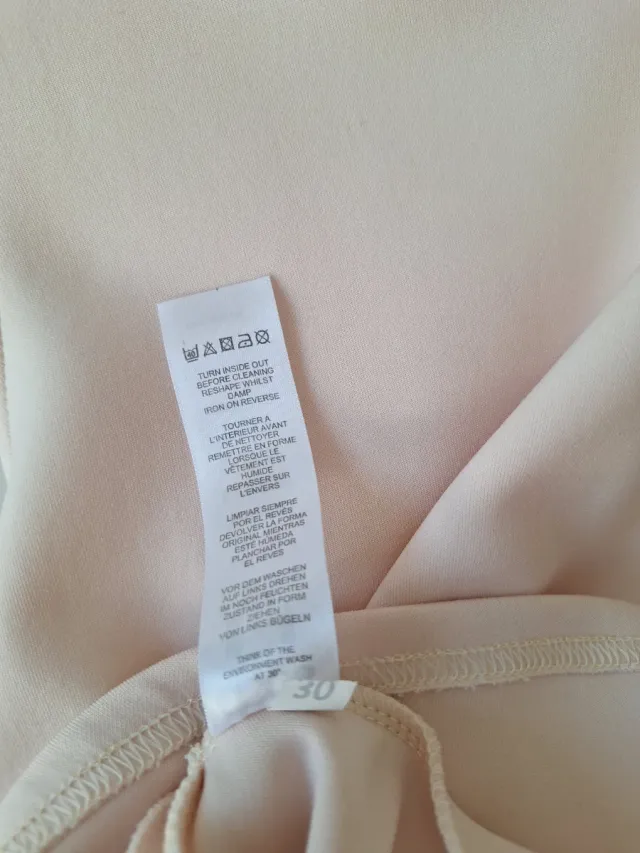 TURN INSIDE OUT
BEFORE CLEANING
RESHAPE WHILST
DAMP
IRON ON REVERSE
TOURNER A
L'INTERIEUR AVANT
DE NETTOYER
REMETTRE EN FORME
LORSQUE LE
VÊTEMENT EST
HUMIDE
REPASSER SUR
L'ENVERS
LIMPIAR SIEMPRE
POR EL REVÉS
DEVOLVER LA FORMA
ORIGINAL MIENTRAS
ESTÉ HÚMEDA
PLANCHAR POR
EL REVÉS
VOR DEM WASCHEN
AUF LINKS DREHEN
IM NOCH FEUCHTEN
ZUSTAND IN FORM
ZIEHEN
VON LINKS BÜGELN
THINK OF THE
ENVIRONMENT WASH
AT 30°
30